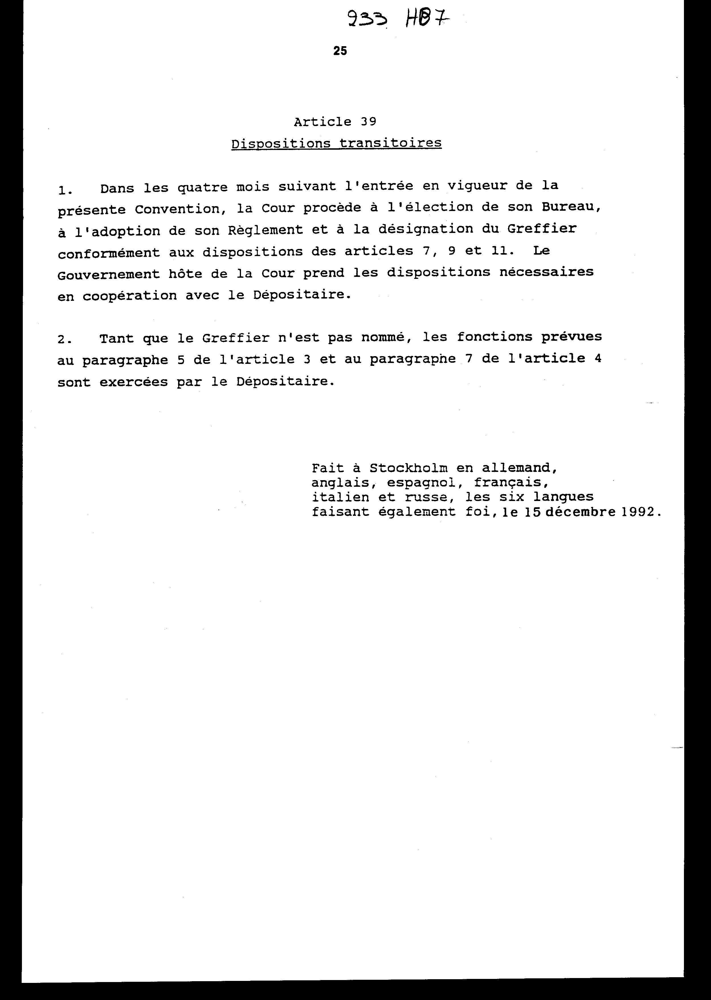 933 HB7
25
Article 39
Dispositions transitoires
1. Dans les quatre mois suivant l'entrée en vigueur de la
présente Convention, la Cour procède à l'élection de son Bureau,
à l'adoption de son Règlement et à la désignation du Greffier
conformément aux dispositions des articles 7, 9 et 11. Le
Gouvernement hôte de la Cour prend les dispositions nécessaires
en coopération avec le Dépositaire.
2. Tant que le Greffier n'est pas nommé, les fonctions prévues
au paragraphe 5 de l'article 3 et au paragraphe 7 de l'article 4
sont exercées par le Dépositaire.
Fait à Stockholm en allemand,
anglais, espagnol, français,
italien et russe, les six langues
faisant également foi, le 15 décembre 1992.